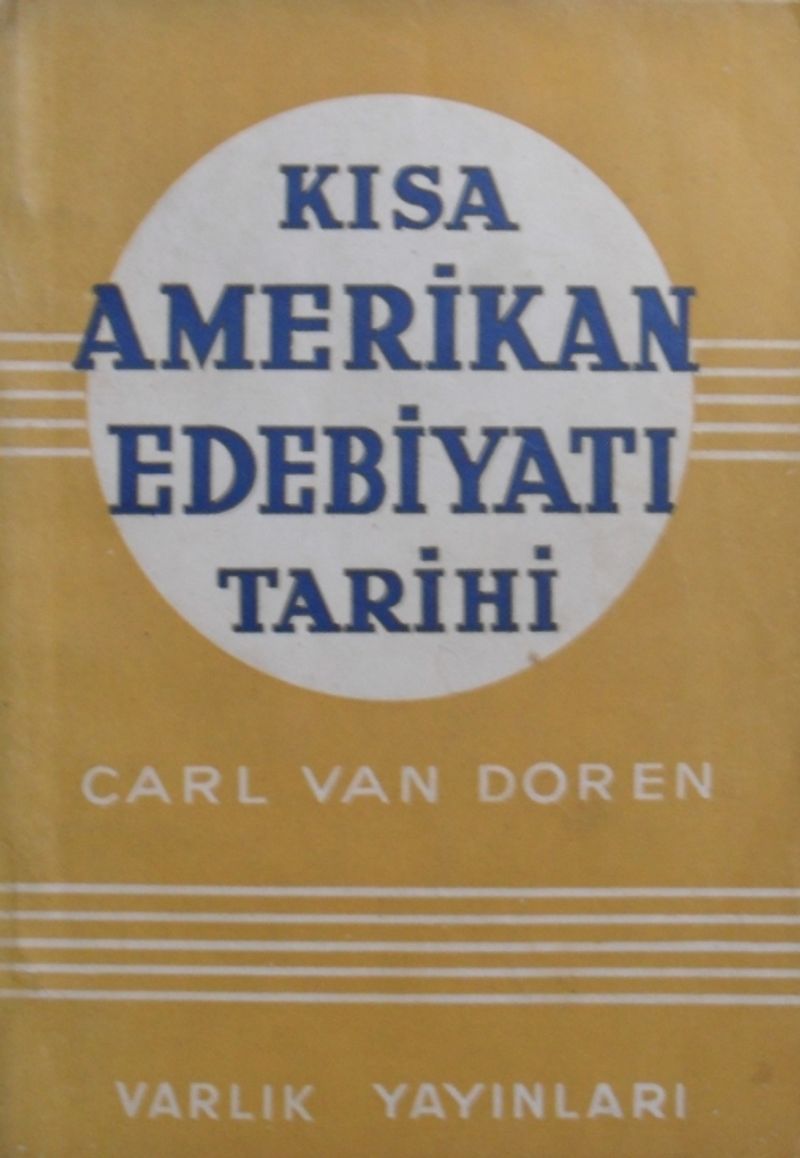 KISA
AMERİKAN
EDEBİYATI
TARİHİ
CARL VAN DOREN
VARLIK YAYINLARI